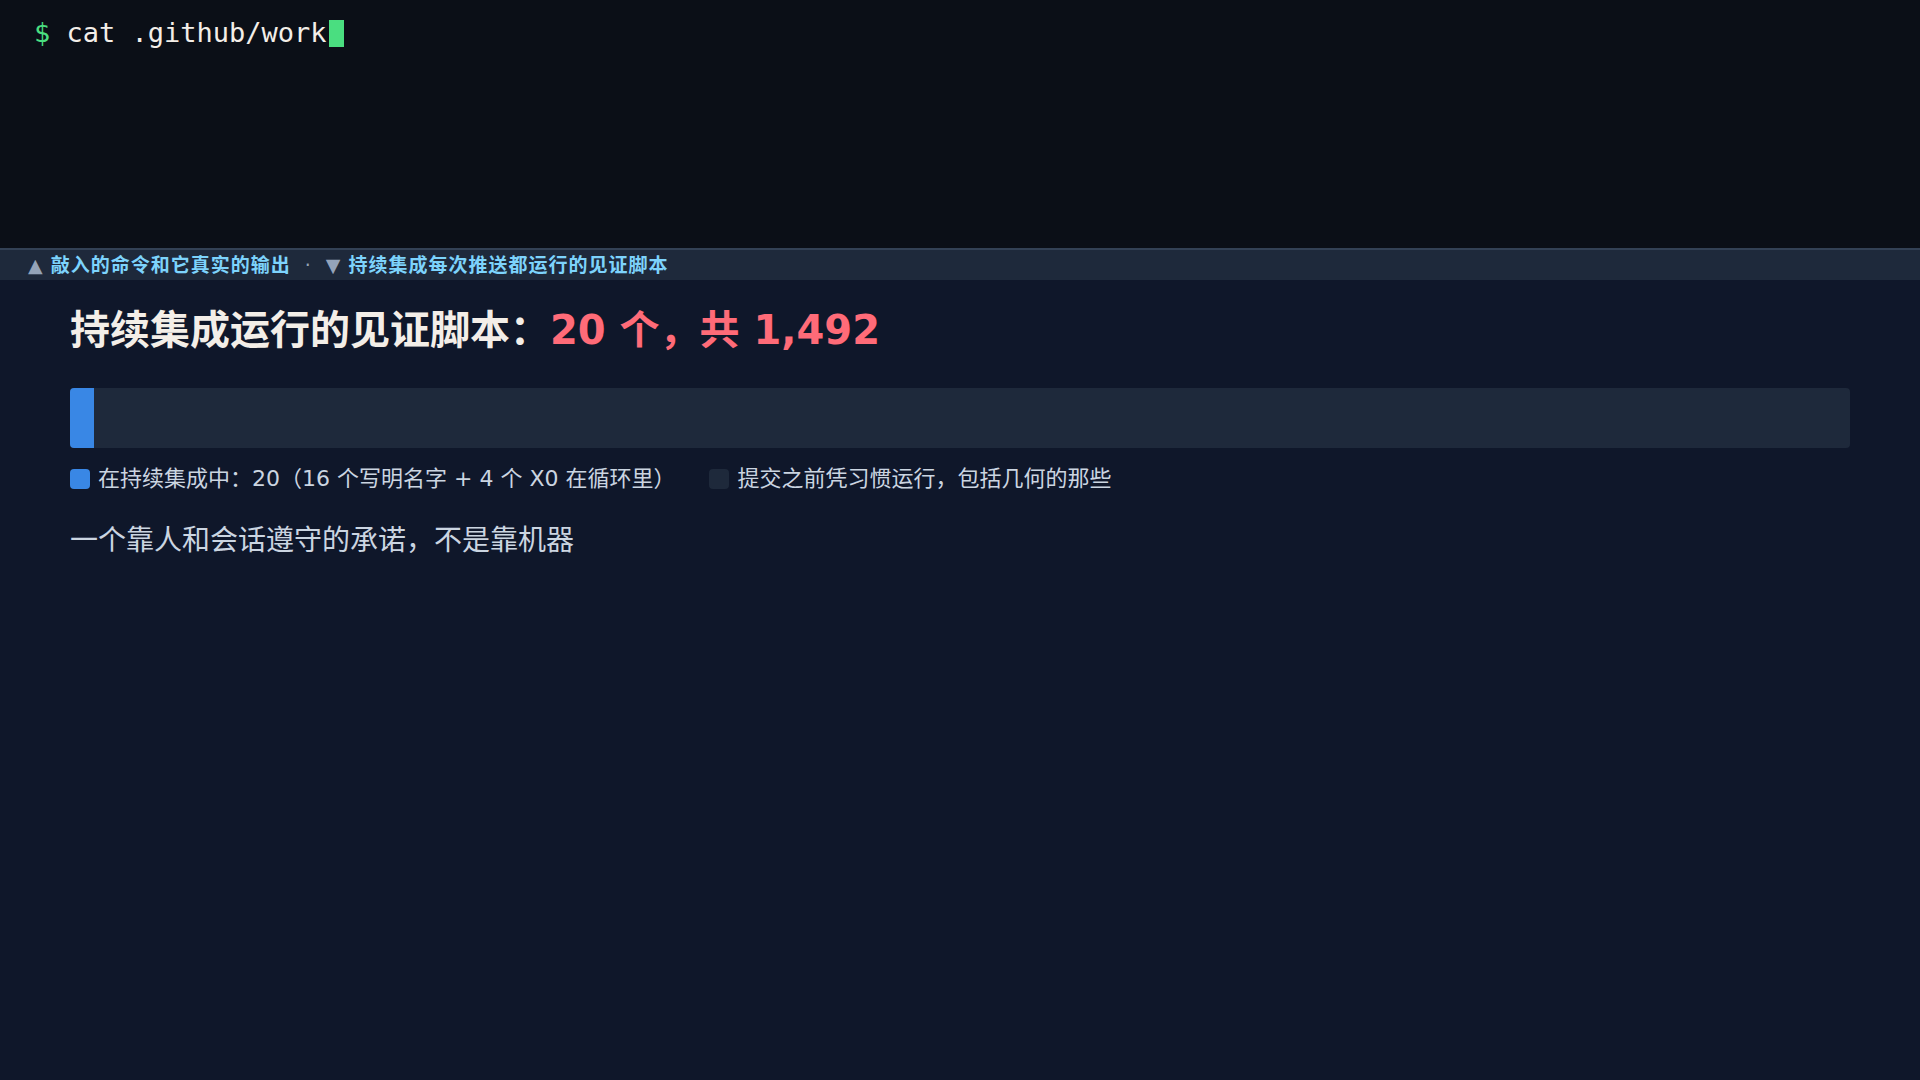 $ cat .github/work
▲ 敲入的命令和它真实的输出 · ▼ 持续集成每次推送都运行的见证脚本
持续集成运行的见证脚本：20 个，共 1,492
在持续集成中：20（16 个写明名字 + 4 个 X0 在循环里） 提交之前凭习惯运行，包括几何的那些
一个靠人和会话遵守的承诺，不是靠机器